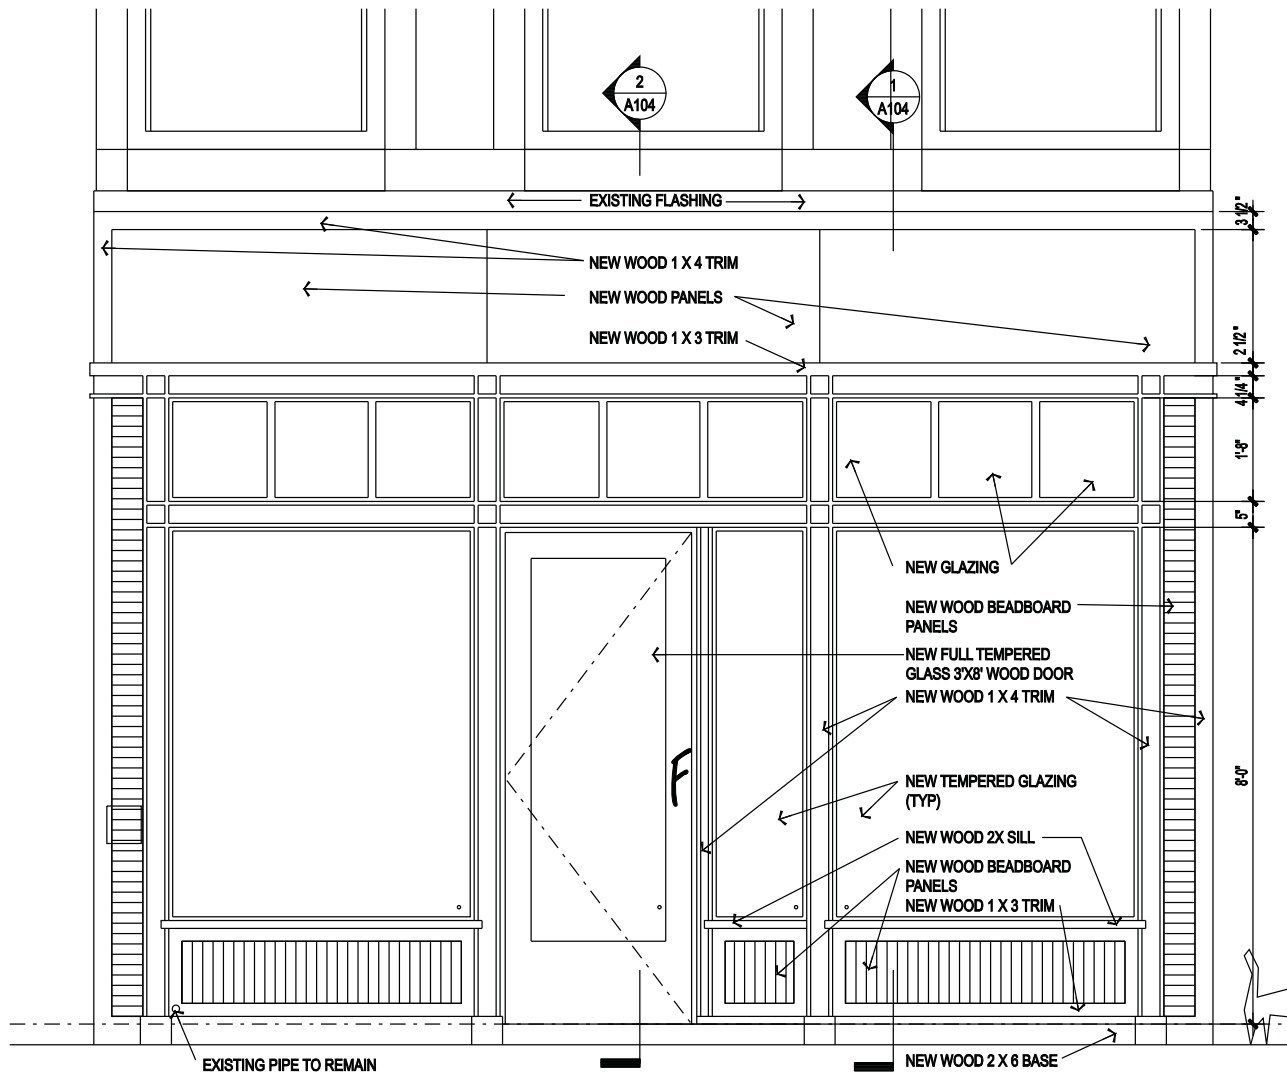 2
A104
1
A104
EXISTING FLASHING
3 1/2"
NEW WOOD 1 X 4 TRIM
NEW WOOD PANELS
NEW WOOD 1 X 3 TRIM
2 1/2"
4 1/4"
1'-8"
5"
NEW GLAZING
NEW WOOD BEADBOARD
PANELS
NEW FULL TEMPERED
GLASS 3'X8' WOOD DOOR
NEW WOOD 1 X 4 TRIM
8'-0"
NEW TEMPERED GLAZING
(TYP)
NEW WOOD 2X SILL
NEW WOOD BEADBOARD
PANELS
NEW WOOD 1 X 3 TRIM
EXISTING PIPE TO REMAIN
NEW WOOD 2 X 6 BASE